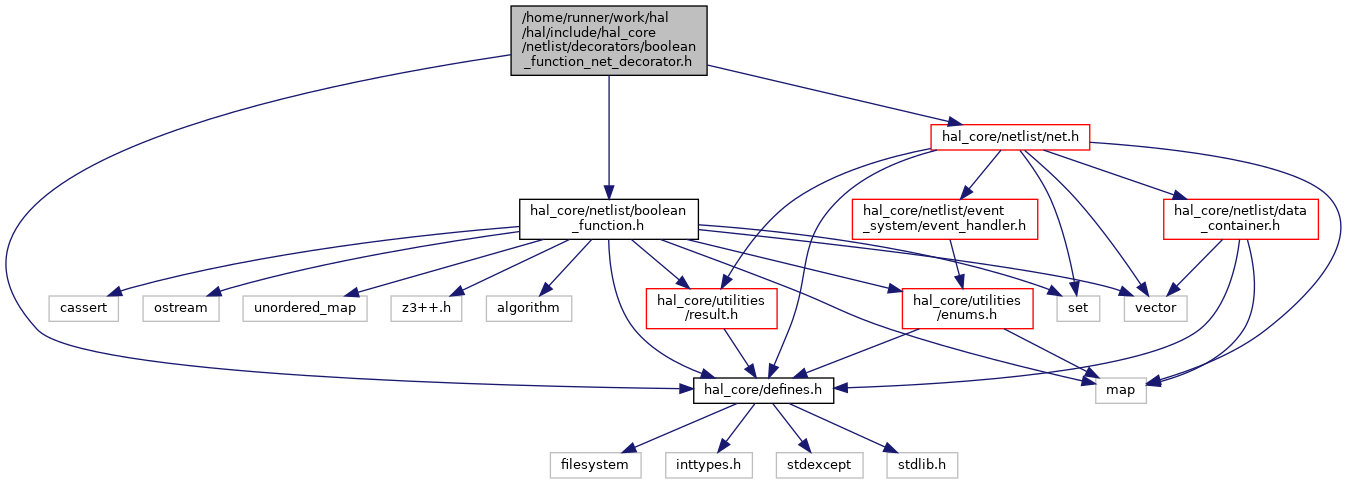 /home/runner/work/hal
/hal/include/hal_core
/netlist/decorators/boolean
_function_net_decorator.h
hal_core/netlist/net.h
hal_core/netlist/boolean
_function.h
hal_core/netlist/event
_system/event_handler.h
hal_core/netlist/data
_container.h
cassert
ostream
unordered_map
z3++.h
algorithm
hal_core/utilities
/result.h
hal_core/utilities
/enums.h
set
vector
hal_core/defines.h
map
filesystem
inttypes.h
stdexcept
stdlib.h